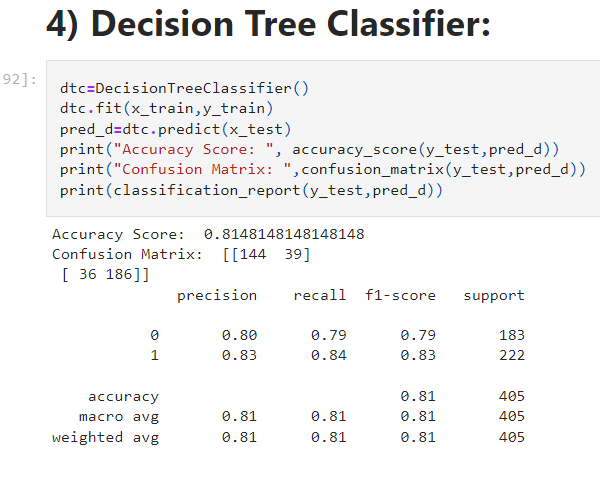 4) Decision Tree Classifier:
92]:
dtc=DecisionTreeClassifier()
dtc.fit(x_train,y_train)
pred_d=dtc.predict(x_test)
print("Accuracy Score: ", accuracy_score(y_test,pred_d))
print("Confusion Matrix: ",confusion_matrix(y_test,pred_d))
print(classification_report(y_test,pred_d))
Accuracy Score:  0.8148148148148148
Confusion Matrix:  [[144  39]
 [ 36 186]]
              precision    recall  f1-score   support
           0       0.80      0.79      0.79       183
           1       0.83      0.84      0.83       222
    accuracy                           0.81       405
   macro avg       0.81      0.81      0.81       405
weighted avg       0.81      0.81      0.81       405